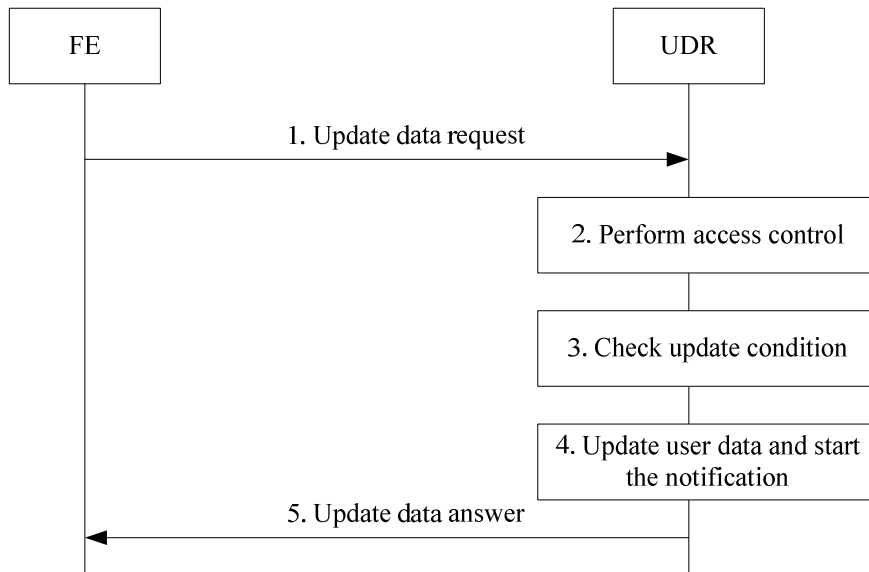 FE
UDR
1. Update data request
2. Perform access control
3. Check update condition
4. Update user data and start
the notification
5. Update data answer